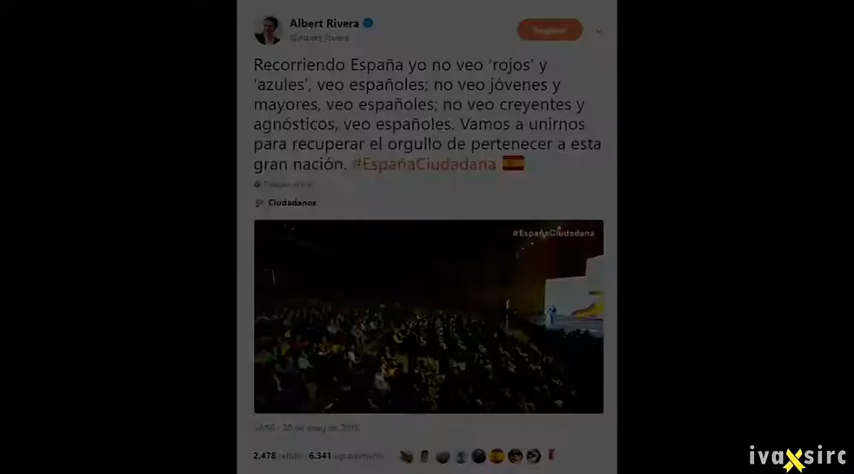 Albert Rivera
@Albert_Rivera
Recorriendo España yo no veo 'rojos' y
'azules', veo españoles; no veo jóvenes y
mayores, veo españoles; no veo creyentes y
agnósticos, veo españoles. Vamos a unirnos
para recuperar el orgullo de pertenecer a esta
gran nación. #EspañaCiudadana
Ciudadanos
#EspañaCiudadana
2.478 6.341
ivaxsirc